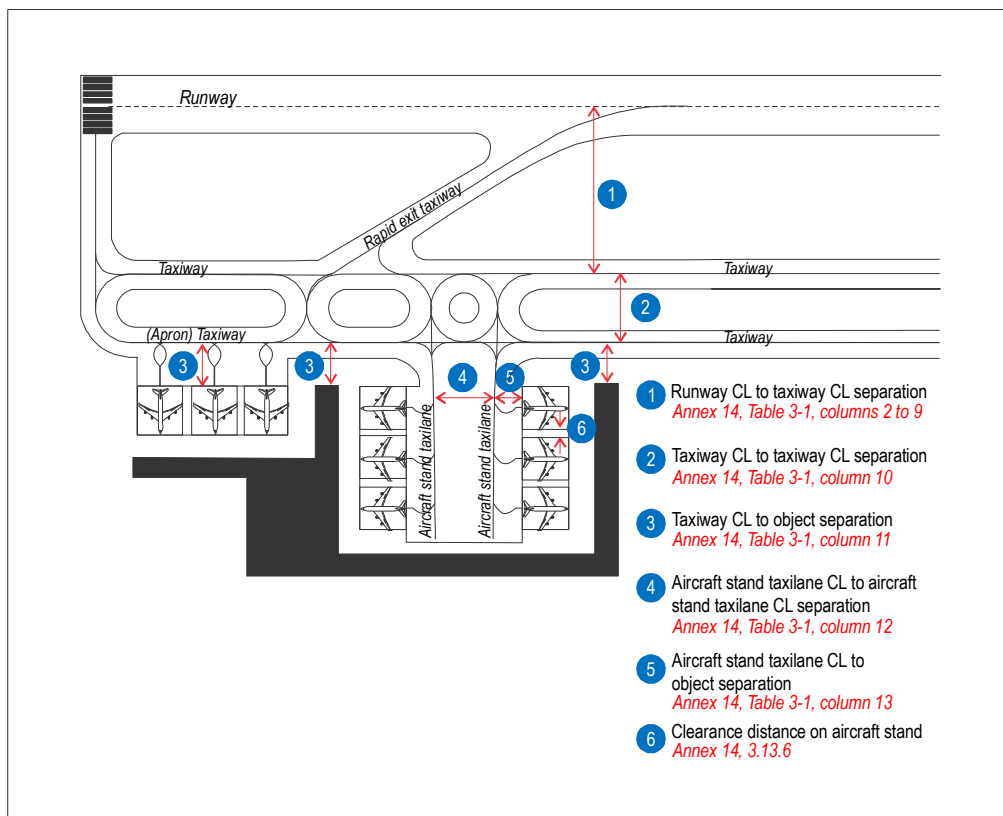 Runway
1
Rapid exit taxiway
Taxiway
Taxiway
2
(Apron) Taxiway
Taxiway
3
3
3
4
5
6
Aircraft stand taxilane
Aircraft stand taxilane
1 Runway CL to taxiway CL separation
Annex 14, Table 3-1, columns 2 to 9
2 Taxiway CL to taxiway CL separation
Annex 14, Table 3-1, column 10
3 Taxiway CL to object separation
Annex 14, Table 3-1, column 11
4 Aircraft stand taxilane CL to aircraft
stand taxilane CL separation
Annex 14, Table 3-1, column 12
5 Aircraft stand taxilane CL to
object separation
Annex 14, Table 3-1, column 13
6 Clearance distance on aircraft stand
Annex 14, 3.13.6